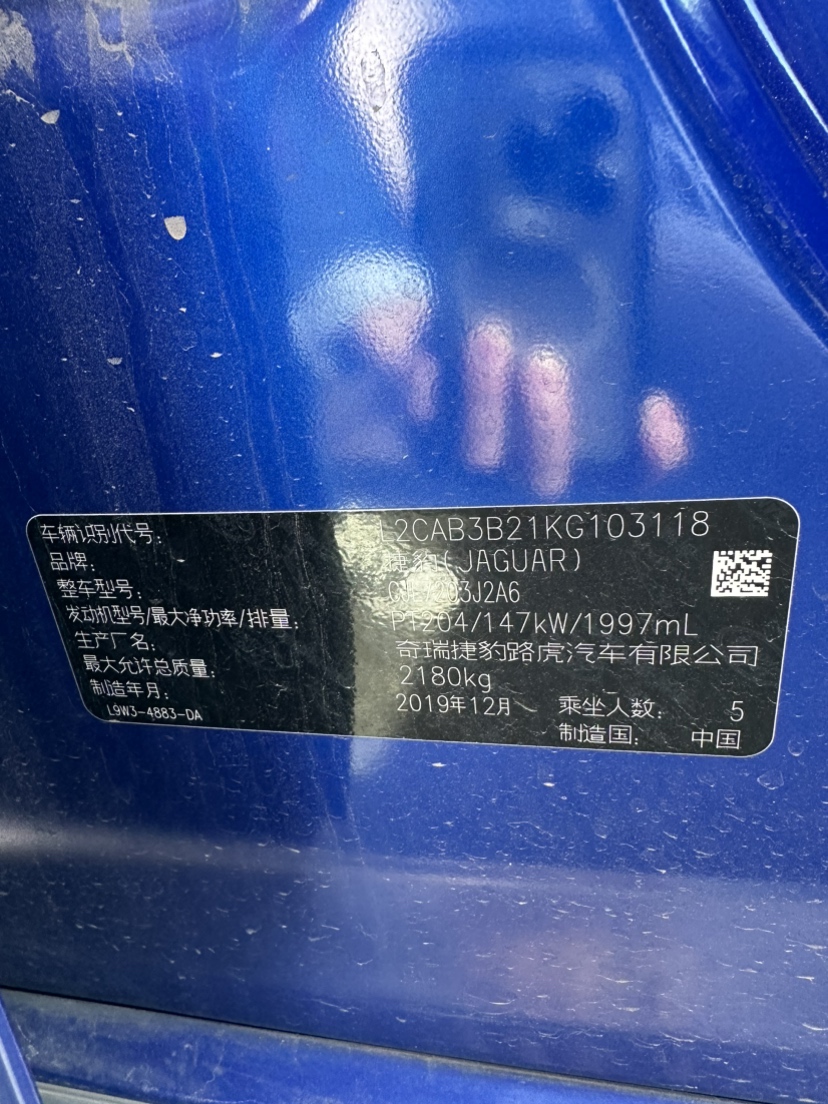 车辆识别代号： L2CAB3B21KG103118
品牌： 捷豹(JAGUAR)
整车型号： CJL7203J2A6
发动机型号/最大净功率/排量： PT204/147kW/1997mL
生产厂名： 奇瑞捷豹路虎汽车有限公司
最大允许总质量： 2180kg
制造年月： 2019年12月 乘坐人数： 5
L9W3-4883-DA 制造国： 中国